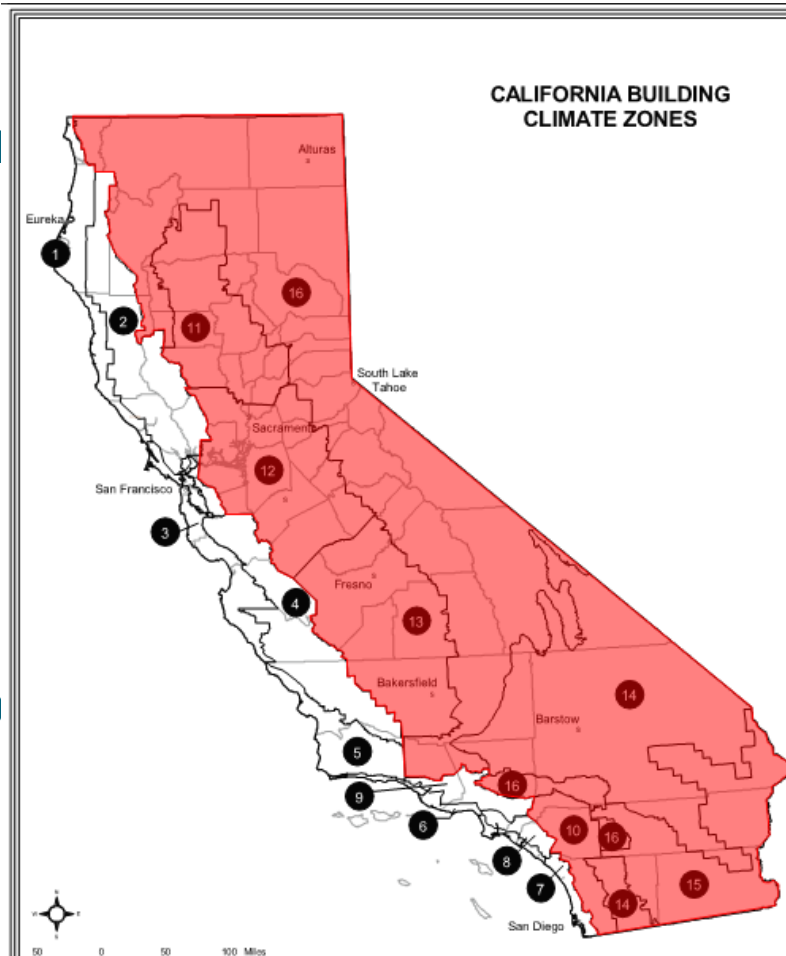 CALIFORNIA BUILDING
CLIMATE ZONES
Alturas
Eureka
1
16
2
11
South Lake
Tahoe
Sacramento
12
San Francisco
3
Fresno
4
13
Bakersfield
14
Barstow
5
16
9
6
10
16
8
7
15
14
San Diego
N
W
E
S
50 0 50 100 Miles